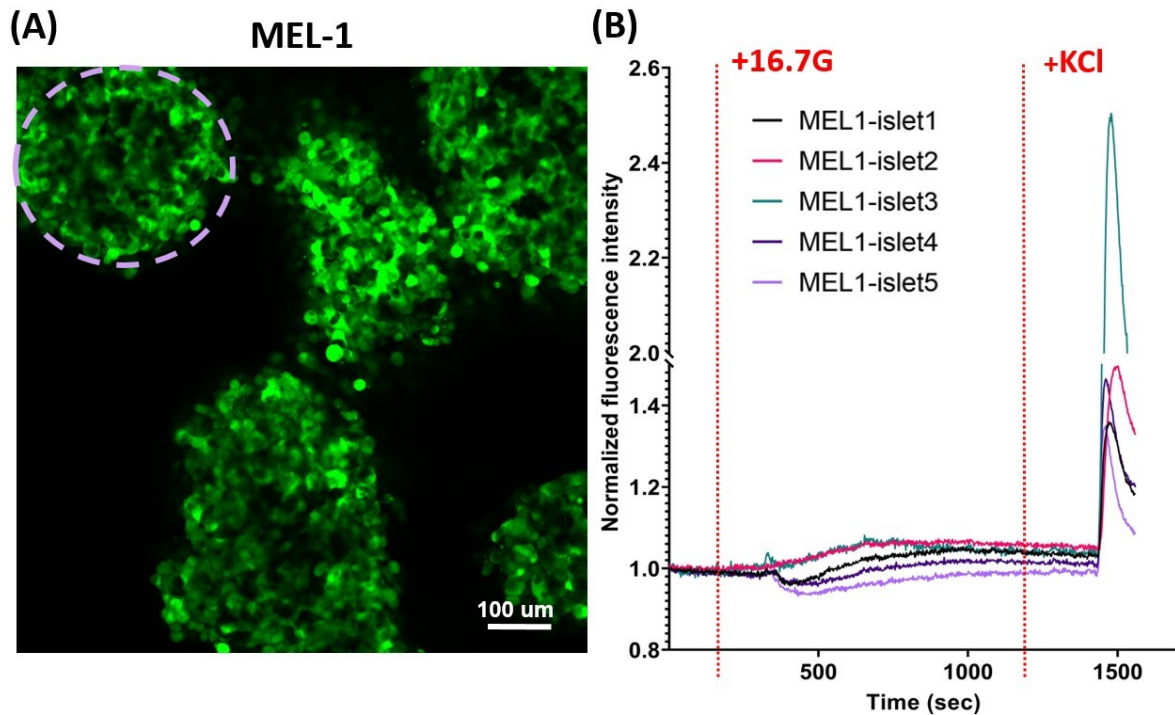 (A)
MEL-1
100 um
(B)
+16.7G
+KCl
MEL1-islet1
MEL1-islet2
MEL1-islet3
MEL1-islet4
MEL1-islet5
Normalized fluorescence intensity
2.6
2.4
2.2
2.0
1.4
1.2
1.0
0.8
500
1000
1500
Time (sec)